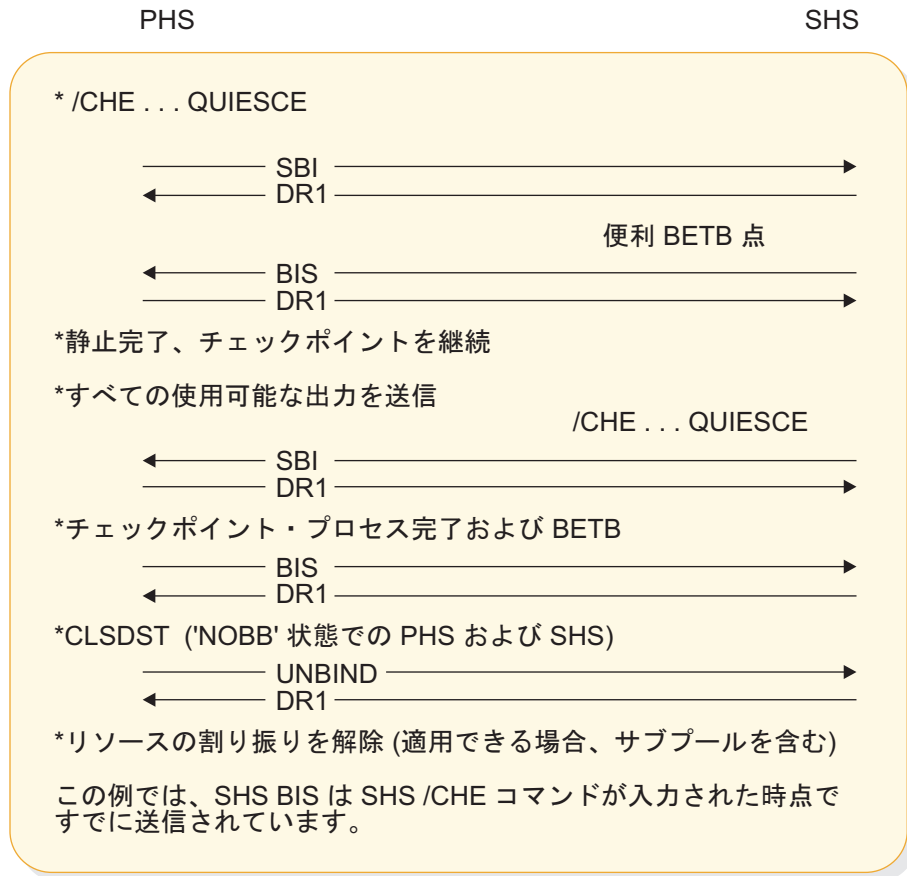 PHS SHS
* /CHE . . . QUIESCE
SBI
DR1
便利 BETB 点
BIS
DR1
*静止完了、チェックポイントを継続
*すべての使用可能な出力を送信
/CHE . . . QUIESCE
SBI
DR1
*チェックポイント・プロセス完了および BETB
BIS
DR1
*CLSDST ('NOBB' 状態での PHS および SHS)
UNBIND
DR1
*リソースの割り振りを解除 (適用できる場合、サブプールを含む)
この例では、SHS BIS は SHS /CHE コマンドが入力された時点で
すでに送信されています。